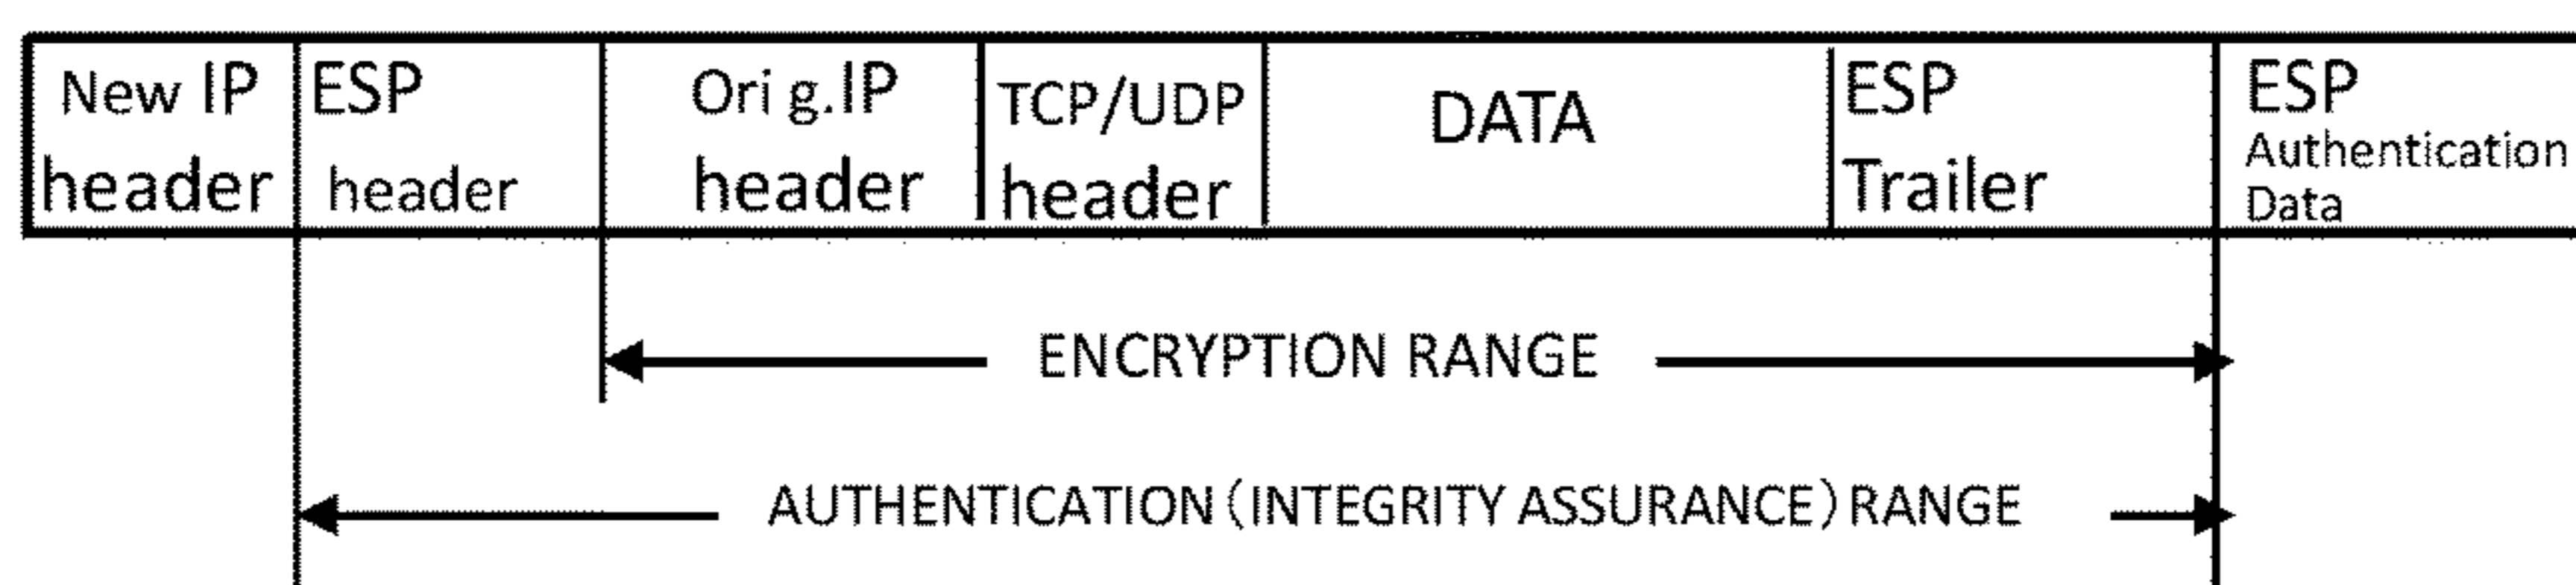 New IP
header
ESP
header
Ori g.IP
header
TCP/UDP
header
DATA
ESP
Trailer
ESP
Authentication
Data
ENCRYPTION RANGE
AUTHENTICATION (INTEGRITY ASSURANCE) RANGE